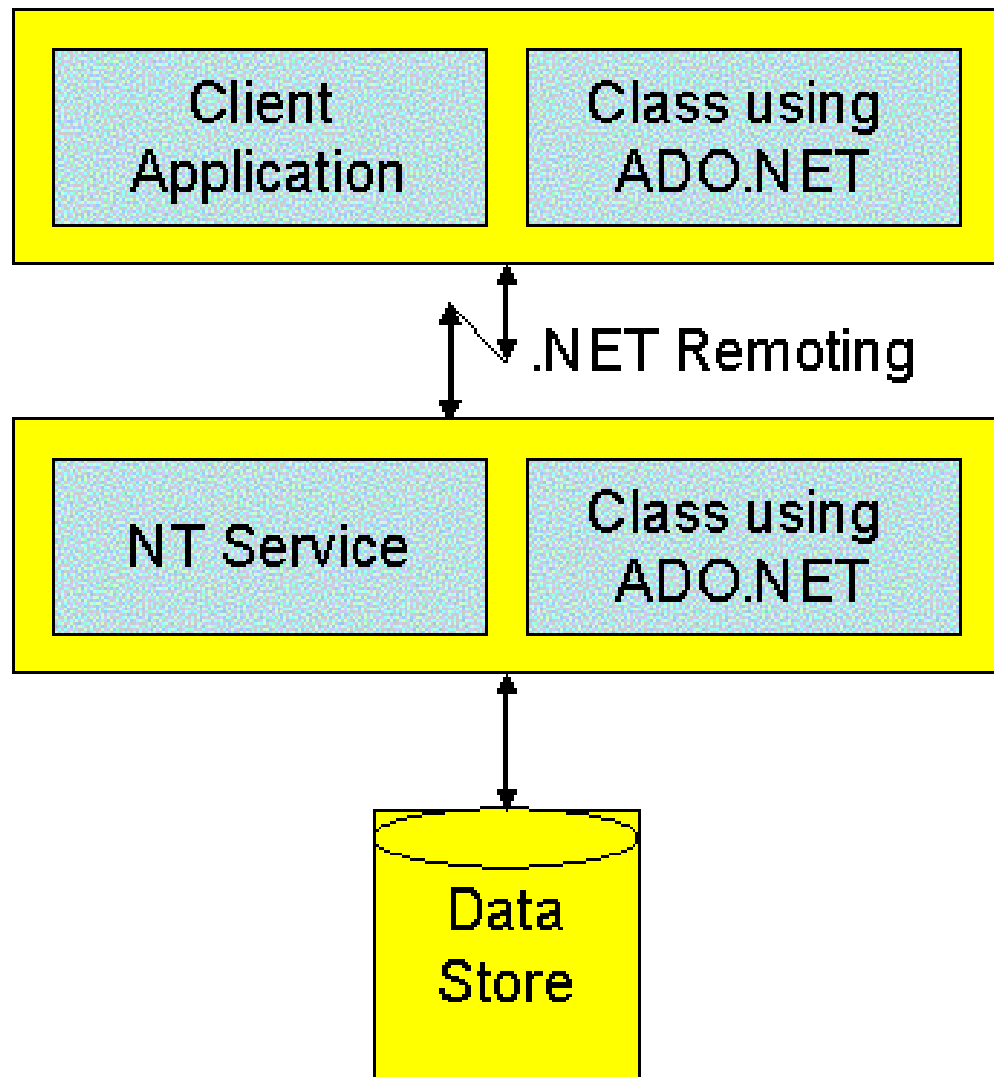 Client
Application
Class using
ADO.NET
.NET Remoting
NT Service
Class using
ADO.NET
Data
Store